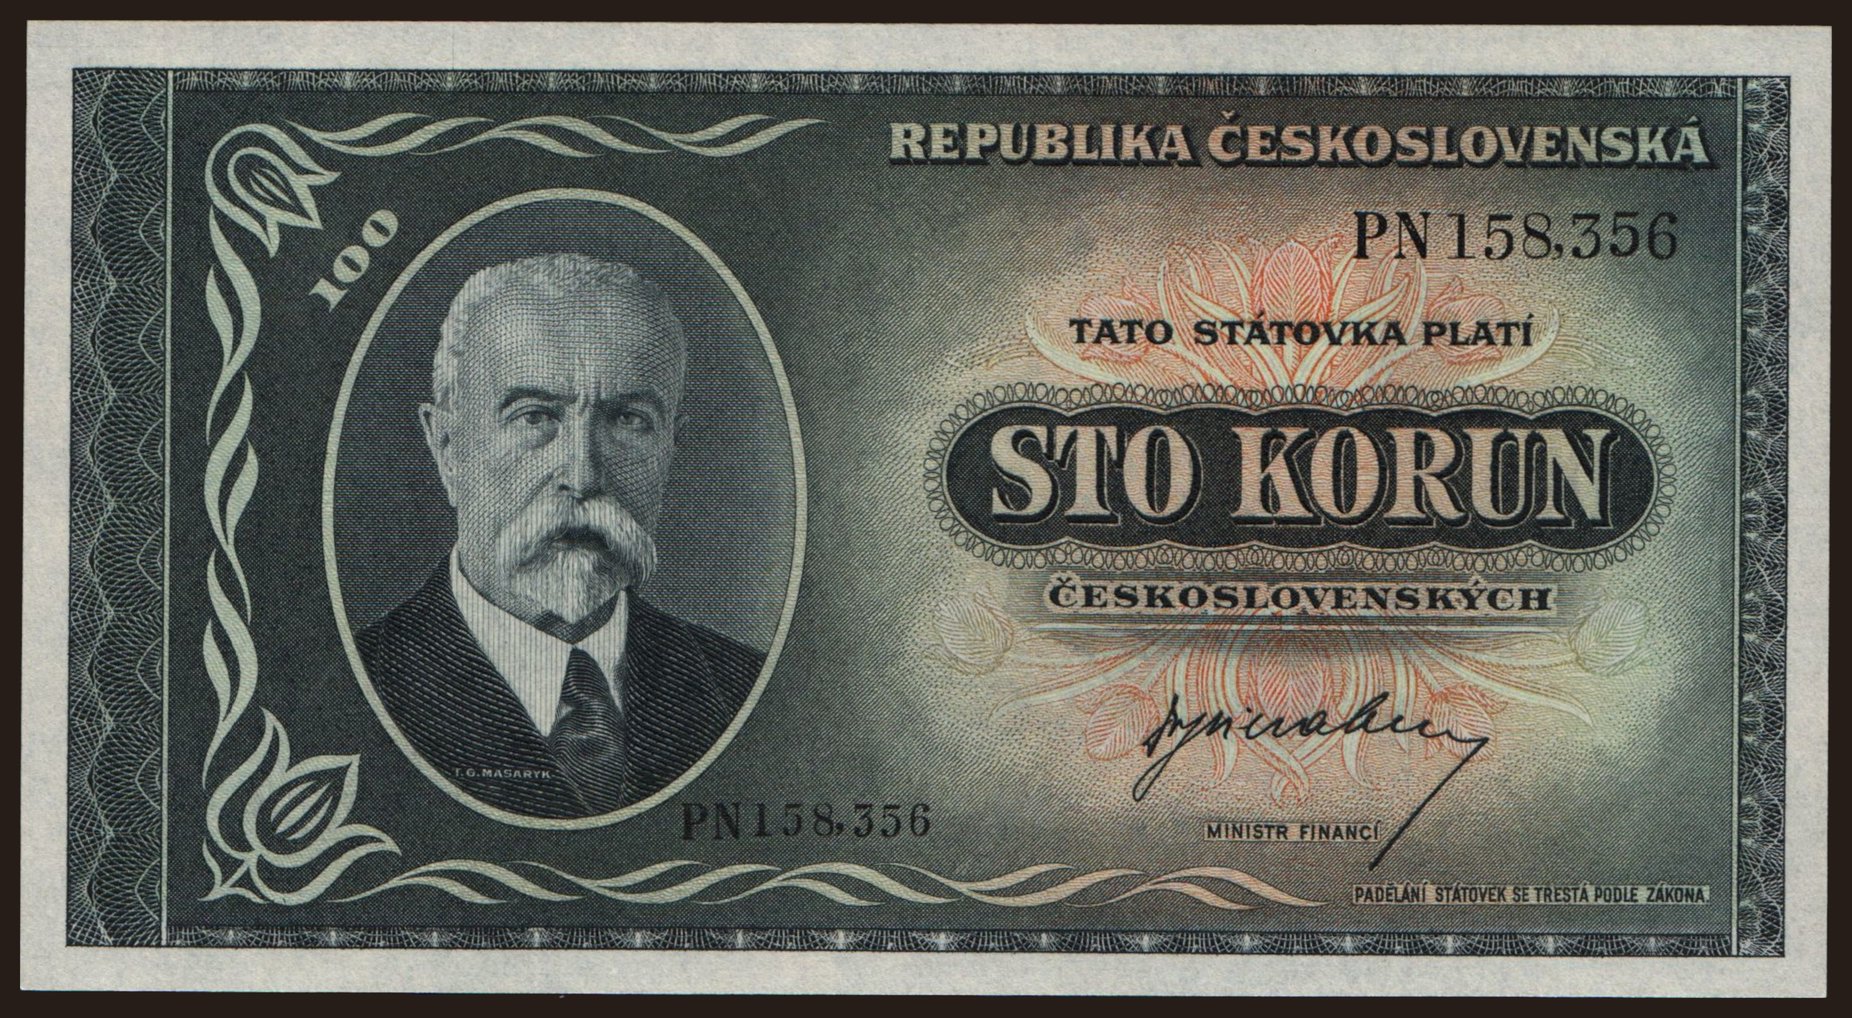 REPUBLIKA ČESKOSLOVENSKÁ
100
PN 158,356
TATO STÁTOVKA PLATÍ
STO KORUN
ČESKOSLOVENSKÝCH
T.G.MASARYK
PN 158,356
MINISTR FINANCÍ
PADĚLÁNÍ STÁTOVEK SE TRESTÁ PODLE ZÁKONA.